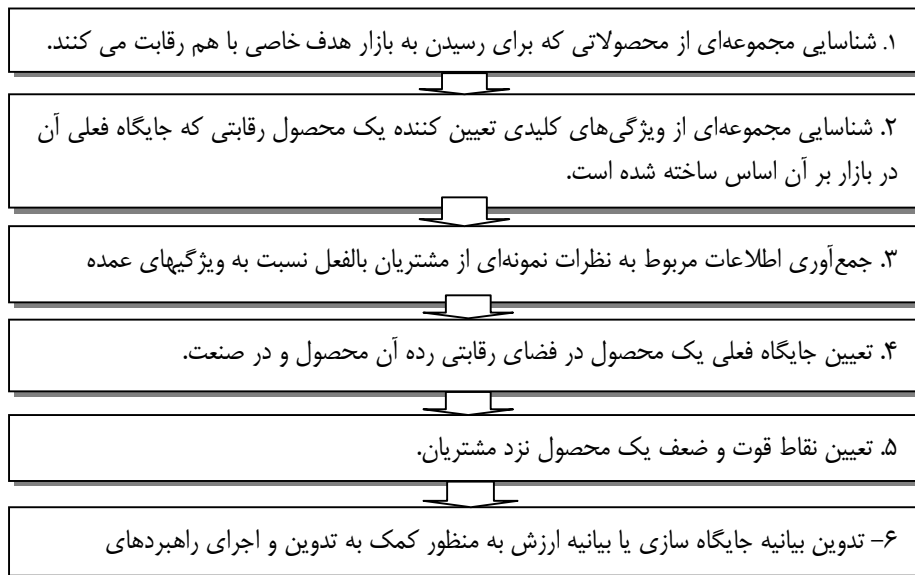 ۱. شناسایی مجموعه‌ای از محصولاتی که برای رسیدن به بازار هدف خاصی با هم رقابت می کنند.
۲. شناسایی مجموعه‌ای از ویژگی‌های کلیدی تعیین کننده یک محصول رقابتی که جایگاه فعلی آن
در بازار بر آن اساس ساخته شده است.
۳. جمع‌آوری اطلاعات مربوط به نظرات نمونه‌ای از مشتریان بالفعل نسبت به ویژگیهای عمده
۴. تعیین جایگاه فعلی یک محصول در فضای رقابتی رده آن محصول و در صنعت.
۵. تعیین نقاط قوت و ضعف یک محصول نزد مشتریان.
۶- تدوین بیانیه جایگاه سازی یا بیانیه ارزش به منظور کمک به تدوین و اجرای راهبردهای